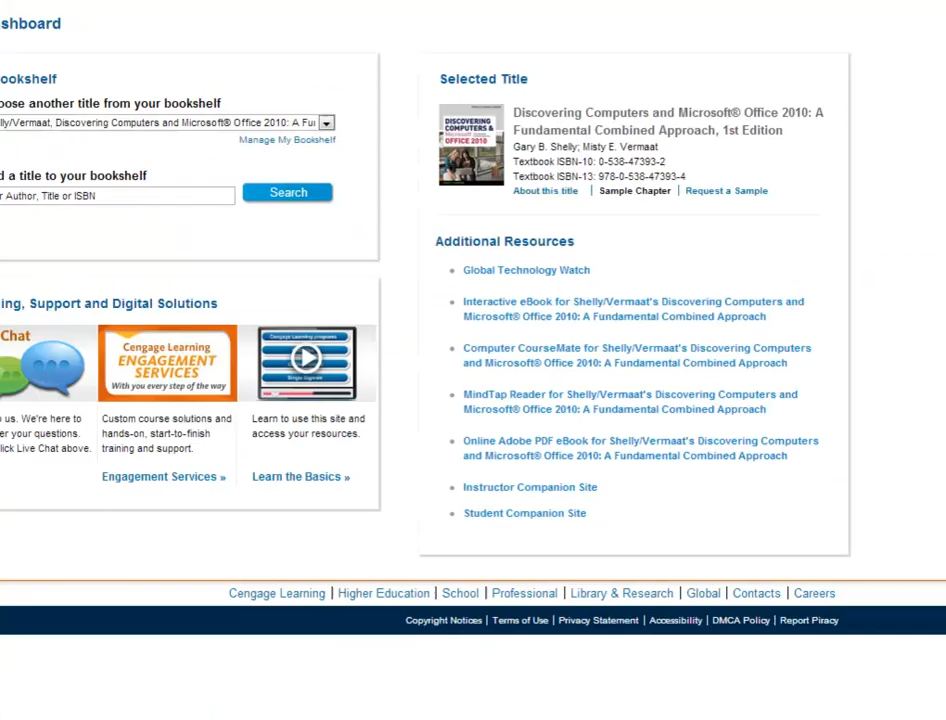 shboard
ookshelf
oose another title from your bookshelf
lly/Vermaat, Discovering Computers and Microsoft® Office 2010: A Fur
Manage My Bookshelf
d a title to your bookshelf
r Author, Title or ISBN
Search
ing, Support and Digital Solutions
Chat
Cengage Learning
ENGAGEMENT
SERVICES
With you every step of the way
Cengage Learning programs
o us. We're here to
er your questions.
lick Live Chat above.
Custom course solutions and
hands-on, start-to-finish
training and support.
Engagement Services »
Learn to use this site and
access your resources.
Learn the Basics »
Selected Title
DISCOVERING
COMPUTERS &
OFFICE 2010
Discovering Computers and Microsoft® Office 2010: A
Fundamental Combined Approach, 1st Edition
Gary B. Shelly; Misty E. Vermaat
Textbook ISBN-10: 0-538-47393-2
Textbook ISBN-13: 978-0-538-47393-4
About this title | Sample Chapter | Request a Sample
Additional Resources
Global Technology Watch
Interactive eBook for Shelly/Vermaat's Discovering Computers and
Microsoft® Office 2010: A Fundamental Combined Approach
Computer CourseMate for Shelly/Vermaat's Discovering Computers
and Microsoft® Office 2010: A Fundamental Combined Approach
MindTap Reader for Shelly/Vermaat's Discovering Computers and
Microsoft® Office 2010: A Fundamental Combined Approach
Online Adobe PDF eBook for Shelly/Vermaat's Discovering Computers
and Microsoft® Office 2010: A Fundamental Combined Approach
Instructor Companion Site
Student Companion Site
Cengage Learning | Higher Education | School | Professional | Library & Research | Global | Contacts | Careers
Copyright Notices | Terms of Use | Privacy Statement | Accessibility | DMCA Policy | Report Piracy